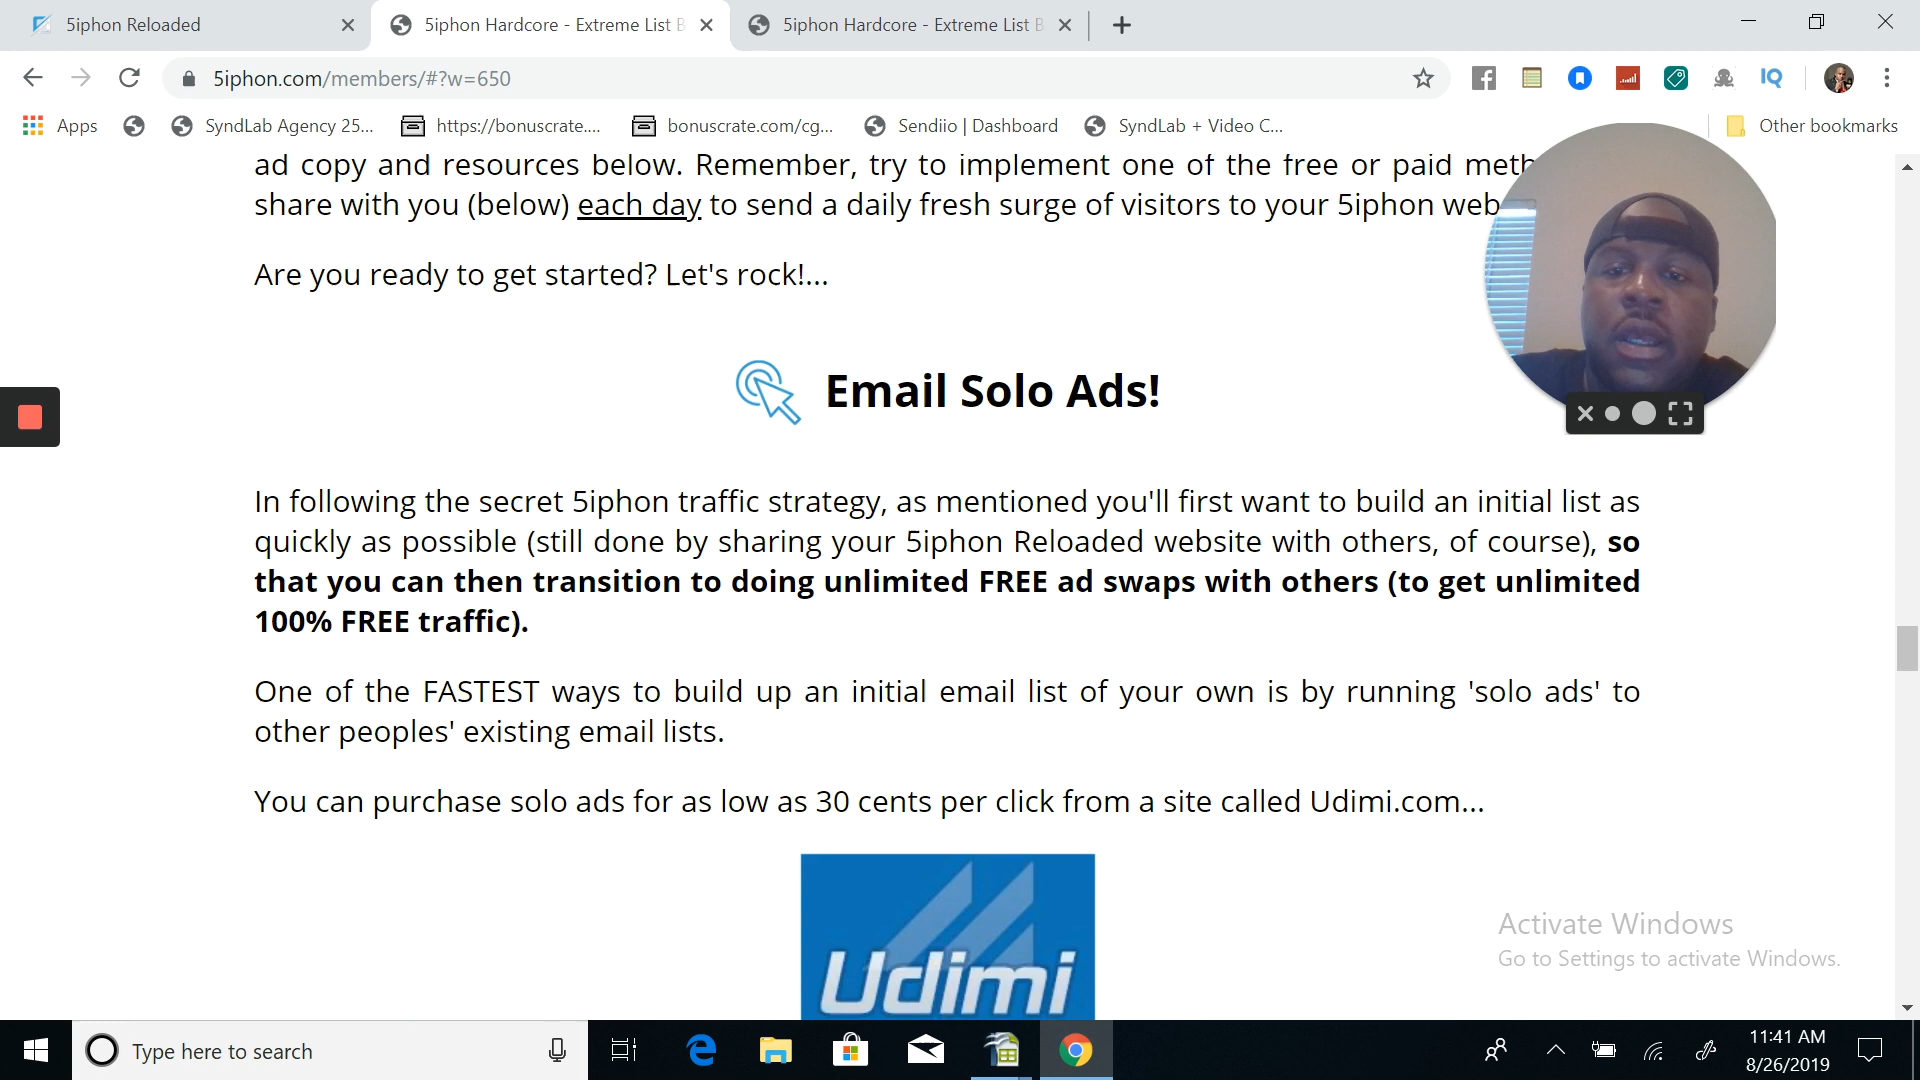 5iphon Reloaded
5iphon Hardcore - Extreme List B
5iphon Hardcore - Extreme List B
5iphon.com/members/#?w=650
IQ
Apps
SyndLab Agency 25...
https://bonuscrate....
bonuscrate.com/cg...
Sendiio | Dashboard
SyndLab + Video C...
Other bookmarks
ad copy and resources below. Remember, try to implement one of the free or paid meth
share with you (below) each day to send a daily fresh surge of visitors to your 5iphon web
Are you ready to get started? Let's rock!...
Email Solo Ads!
In following the secret 5iphon traffic strategy, as mentioned you'll first want to build an initial list as
quickly as possible (still done by sharing your 5iphon Reloaded website with others, of course), so
that you can then transition to doing unlimited FREE ad swaps with others (to get unlimited
100% FREE traffic).
One of the FASTEST ways to build up an initial email list of your own is by running 'solo ads' to
other peoples' existing email lists.
You can purchase solo ads for as low as 30 cents per click from a site called Udimi.com...
Udimi
Activate Windows
Go to Settings to activate Windows.
Type here to search
11:41 AM
8/26/2019